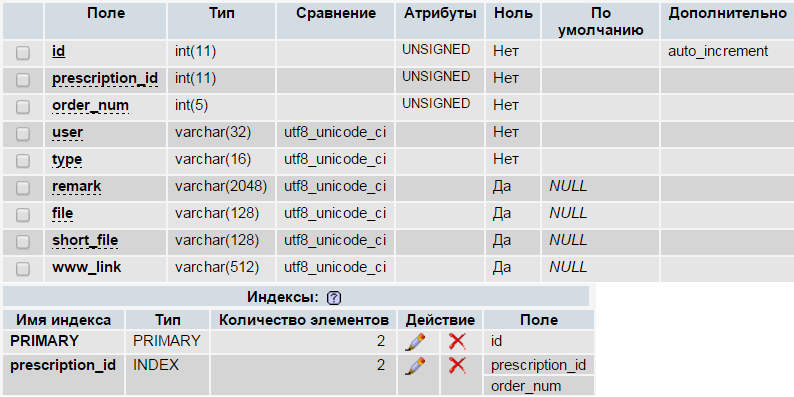 Поле Тип Сравнение Атрибуты Ноль По умолчанию Дополнительно
id int(11) UNSIGNED Нет auto_increment
prescription_id int(11) UNSIGNED Нет
order_num int(5) UNSIGNED Нет
user varchar(32) utf8_unicode_ci Нет
type varchar(16) utf8_unicode_ci Нет
remark varchar(2048) utf8_unicode_ci Да NULL
file varchar(128) utf8_unicode_ci Да NULL
short_file varchar(128) utf8_unicode_ci Да NULL
www_link varchar(512) utf8_unicode_ci Да NULL
Индексы: ?
Имя индекса Тип Количество элементов Действие Поле
PRIMARY PRIMARY 2 id
prescription_id INDEX 2 prescription_id
order_num